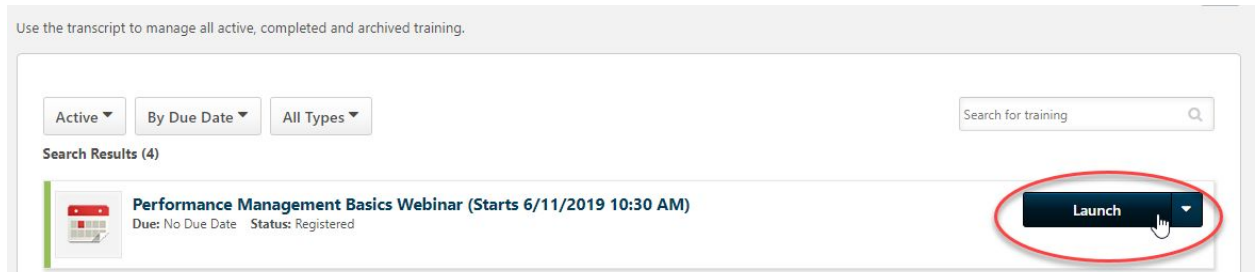 Use the transcript to manage all active, completed and archived training.
Active By Due Date All Types Search for training
Search Results (4)
Performance Management Basics Webinar (Starts 6/11/2019 10:30 AM)
Due: No Due Date Status: Registered
Launch